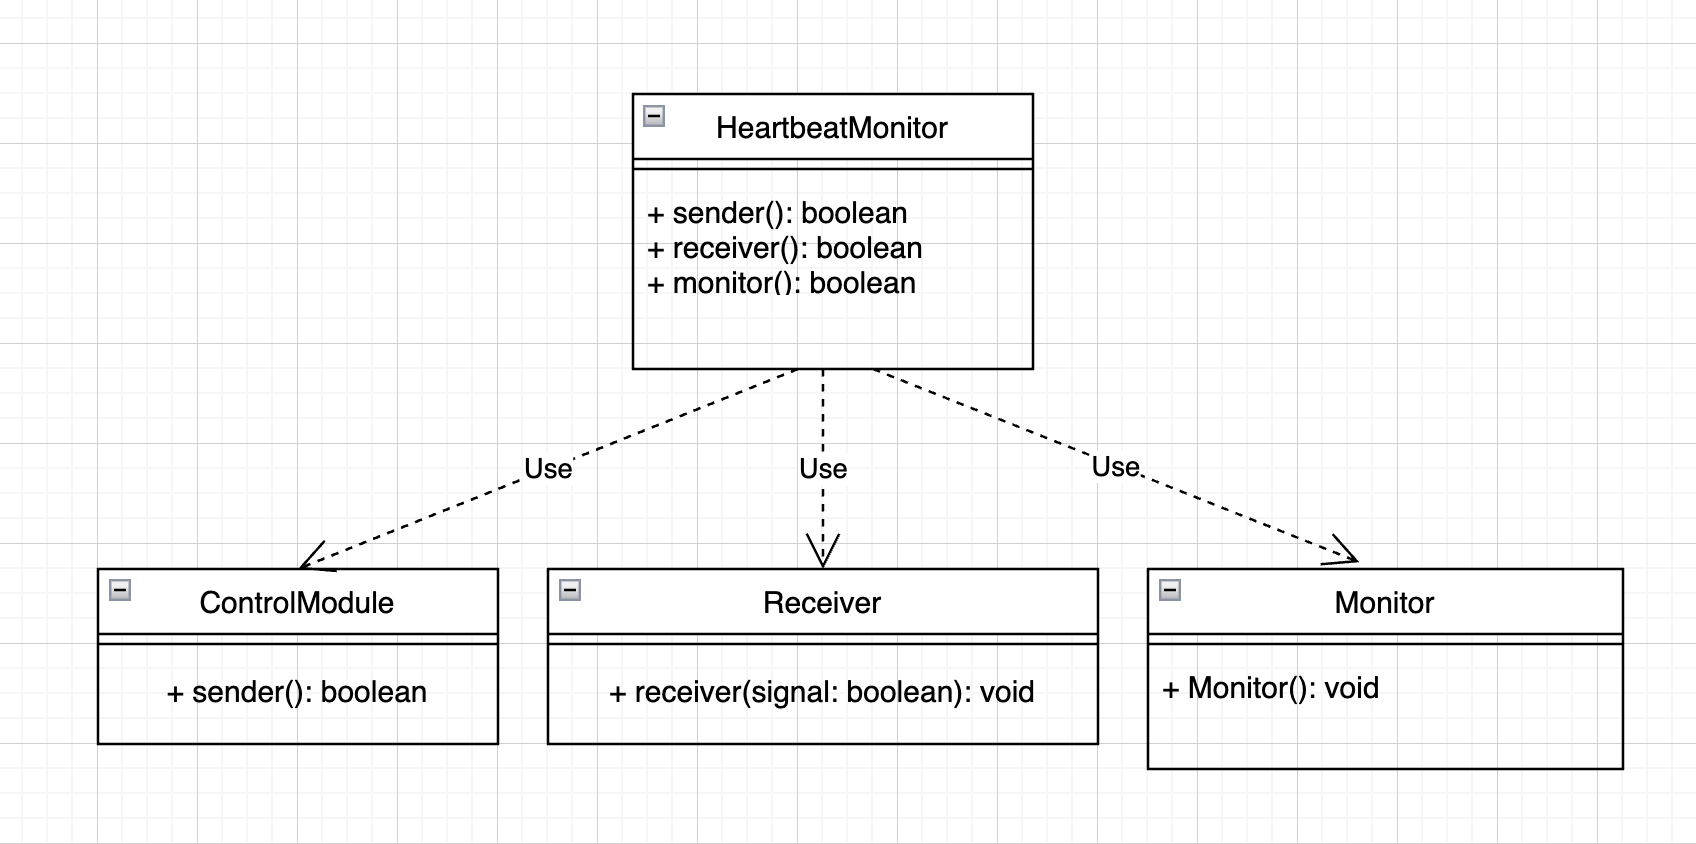 HeartbeatMonitor
+ sender(): boolean
+ receiver(): boolean
+ monitor(): boolean
Use
Use
Use
ControlModule
+ sender(): boolean
Receiver
+ receiver(signal: boolean): void
Monitor
+ Monitor(): void